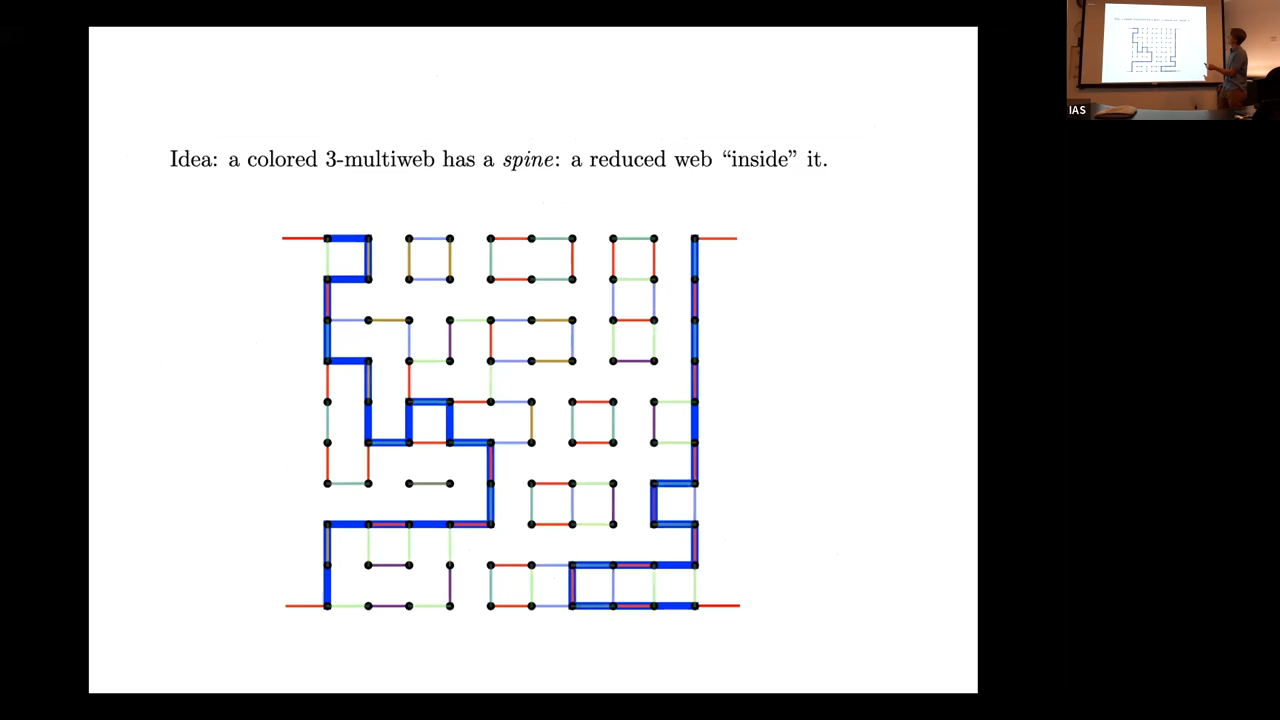 Idea: a colored 3-multiweb has a spine: a reduced web “inside” it.
IAS